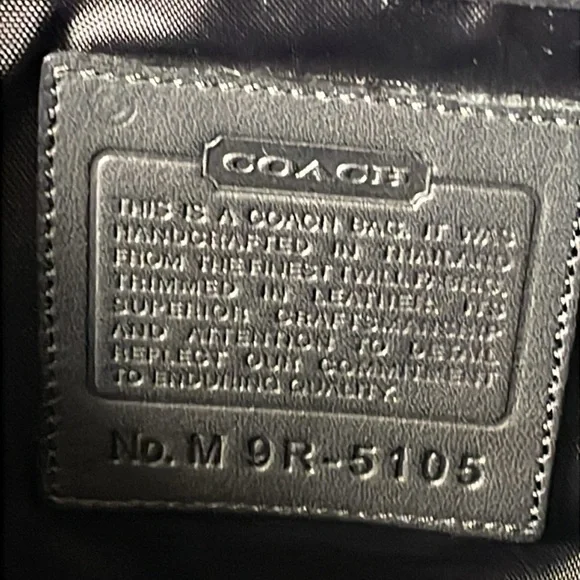 COACH
THIS IS A COACH BAG. IT WAS
HANDCRAFTED IN THAILAND
FROM THE FINEST TWILL FABRIC,
TRIMMED IN LEATHER. ITS
SUPERIOR CRAFTSMANSHIP
AND ATTENTION TO DETAIL
REFLECT OUR COMMITMENT
TO ENDURING QUALITY.
No. M 9R-5105